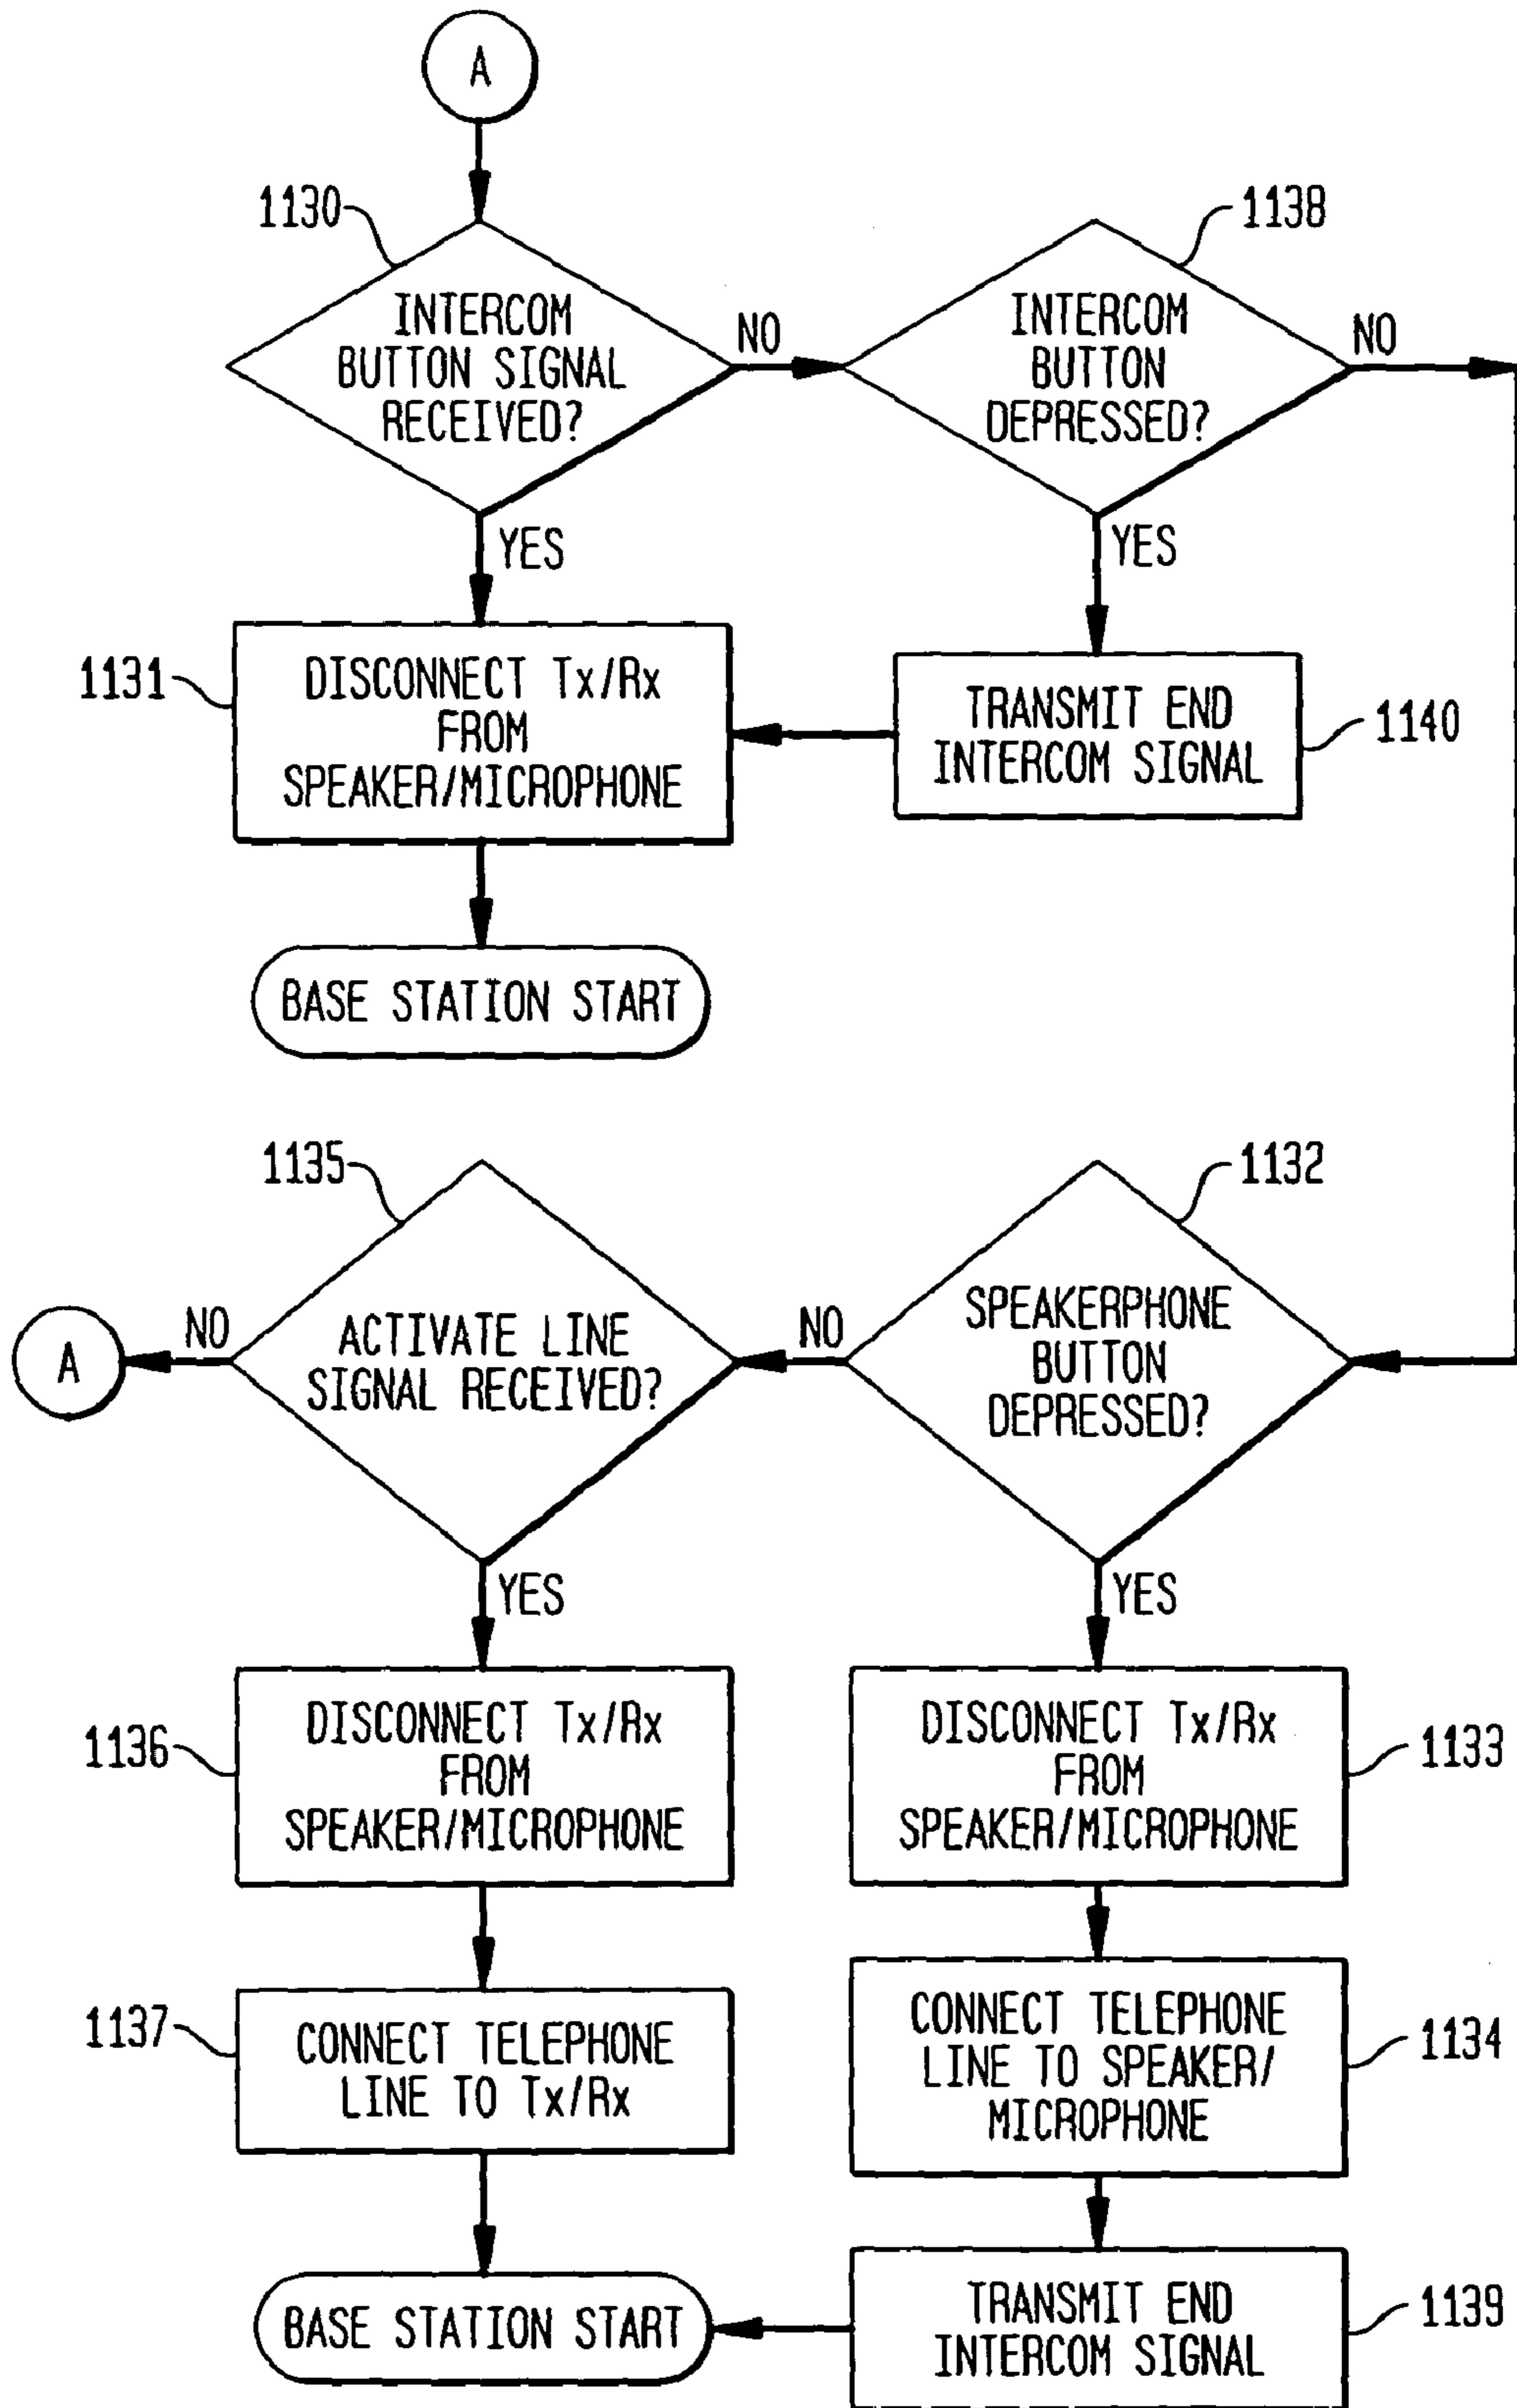 A
1130
INTERCOM
BUTTON SIGNAL
RECEIVED?
NO
YES
1138
INTERCOM
BUTTON
DEPRESSED?
NO
YES
1131
DISCONNECT Tx/Rx
FROM
SPEAKER/MICROPHONE
TRANSMIT END
INTERCOM SIGNAL
1140
BASE STATION START
1132
SPEAKERPHONE
BUTTON
DEPRESSED?
NO
YES
1135
ACTIVATE LINE
SIGNAL RECEIVED?
NO
A
YES
1136
DISCONNECT Tx/Rx
FROM
SPEAKER/MICROPHONE
DISCONNECT Tx/Rx
FROM
SPEAKER/MICROPHONE
1133
1137
CONNECT TELEPHONE
LINE TO Tx/Rx
CONNECT TELEPHONE
LINE TO SPEAKER/
MICROPHONE
1134
BASE STATION START
TRANSMIT END
INTERCOM SIGNAL
1139